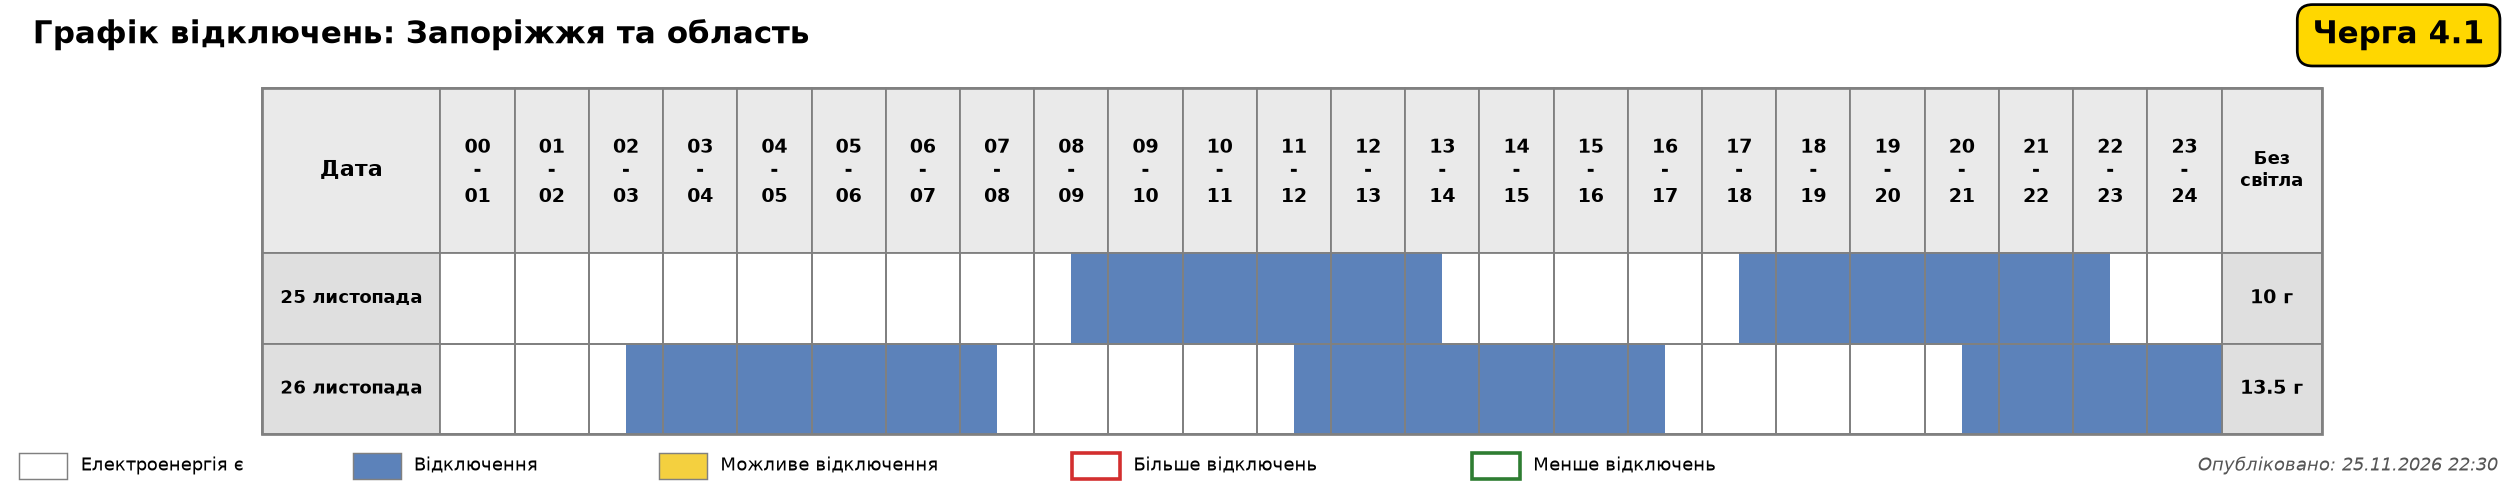 Графік відключень: Запоріжжя та область
Черга 4.1
Дата
00 - 01
01 - 02
02 - 03
03 - 04
04 - 05
05 - 06
06 - 07
07 - 08
08 - 09
09 - 10
10 - 11
11 - 12
12 - 13
13 - 14
14 - 15
15 - 16
16 - 17
17 - 18
18 - 19
19 - 20
20 - 21
21 - 22
22 - 23
23 - 24
Без
світла
25 листопада
10 г
26 листопада
13.5 г
Електроенергія є
Відключення
Можливе відключення
Більше відключень
Менше відключень
Опубліковано: 25.11.2026 22:30